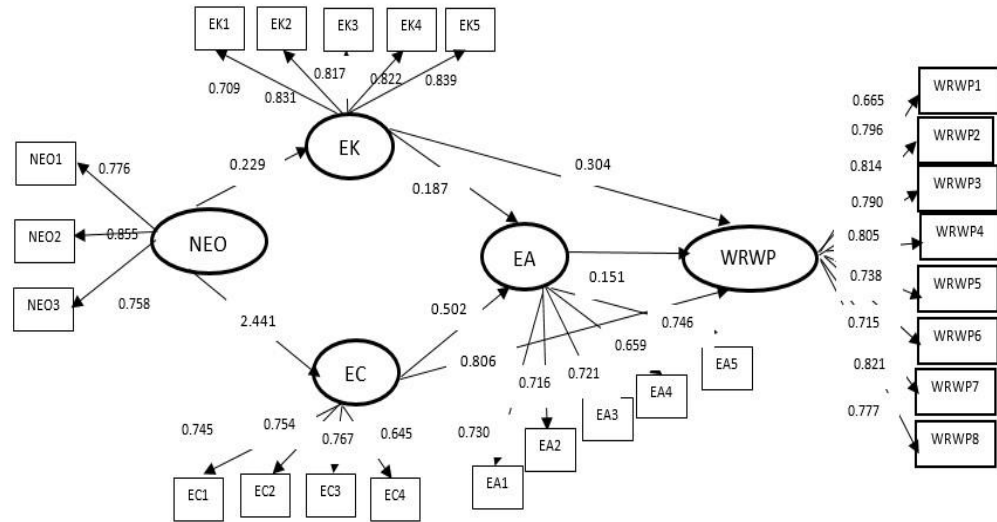 EK1 EK2 EK3 EK4 EK5
0.709 0.831 0.817 0.822 0.839
EK
NEO1 0.776
NEO2 0.855
NEO3 0.758
NEO
0.229
0.187
0.304
EA
0.151
WRWP
2.441
0.502
0.806
EC
0.745 0.754 0.767 0.645
EC1 EC2 EC3 EC4
0.730 0.716 0.721 0.659 0.746
EA1 EA2 EA3 EA4 EA5
0.665 WRWP1
0.796 WRWP2
0.814 WRWP3
0.790 WRWP4
0.805
0.738 WRWP5
0.715 WRWP6
0.821 WRWP7
0.777 WRWP8